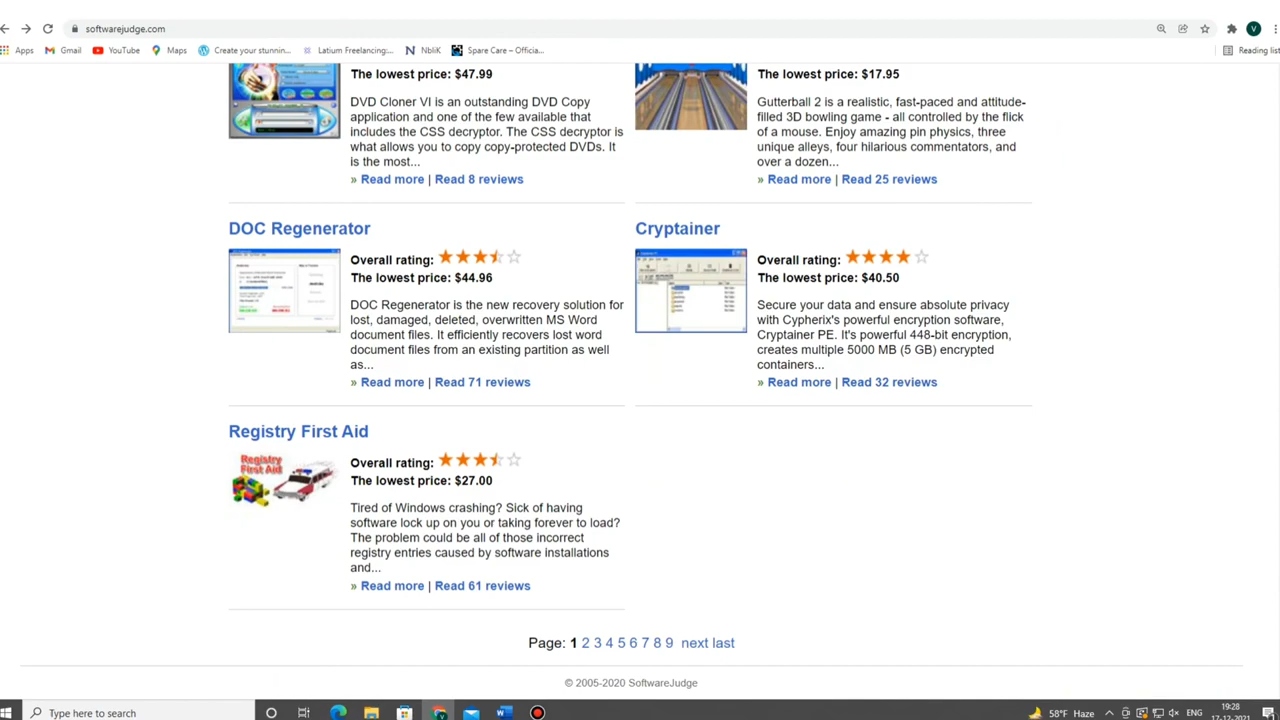 softwarejudge.com
Apps Gmail YouTube Maps Create your stunnin... Latium Freelancing:... NbliK Spare Care – Officia... Reading list
The lowest price: $47.99
DVD Cloner VI is an outstanding DVD Copy
application and one of the few available that
includes the CSS decryptor. The CSS decryptor is
what allows you to copy copy-protected DVDs. It
is the most...
» Read more | Read 8 reviews
The lowest price: $17.95
Gutterball 2 is a realistic, fast-paced and attitude-
filled 3D bowling game - all controlled by the flick
of a mouse. Enjoy amazing pin physics, three
unique alleys, four hilarious commentators, and
over a dozen...
» Read more | Read 25 reviews
DOC Regenerator
Overall rating:
The lowest price: $44.96
DOC Regenerator is the new recovery solution for
lost, damaged, deleted, overwritten MS Word
document files. It efficiently recovers lost word
document files from an existing partition as well
as...
» Read more | Read 71 reviews
Cryptainer
Overall rating:
The lowest price: $40.50
Secure your data and ensure absolute privacy
with Cypherix's powerful encryption software,
Cryptainer PE. It's powerful 448-bit encryption,
creates multiple 5000 MB (5 GB) encrypted
containers...
» Read more | Read 32 reviews
Registry First Aid
Registry
First Aid
Overall rating:
The lowest price: $27.00
Tired of Windows crashing? Sick of having
software lock up on you or taking forever to load?
The problem could be all of those incorrect
registry entries caused by software installations
and...
» Read more | Read 61 reviews
Page: 1 2 3 4 5 6 7 8 9 next last
© 2005-2020 SoftwareJudge
Type here to search
58°F Haze
ENG
19:28
17-12-2021